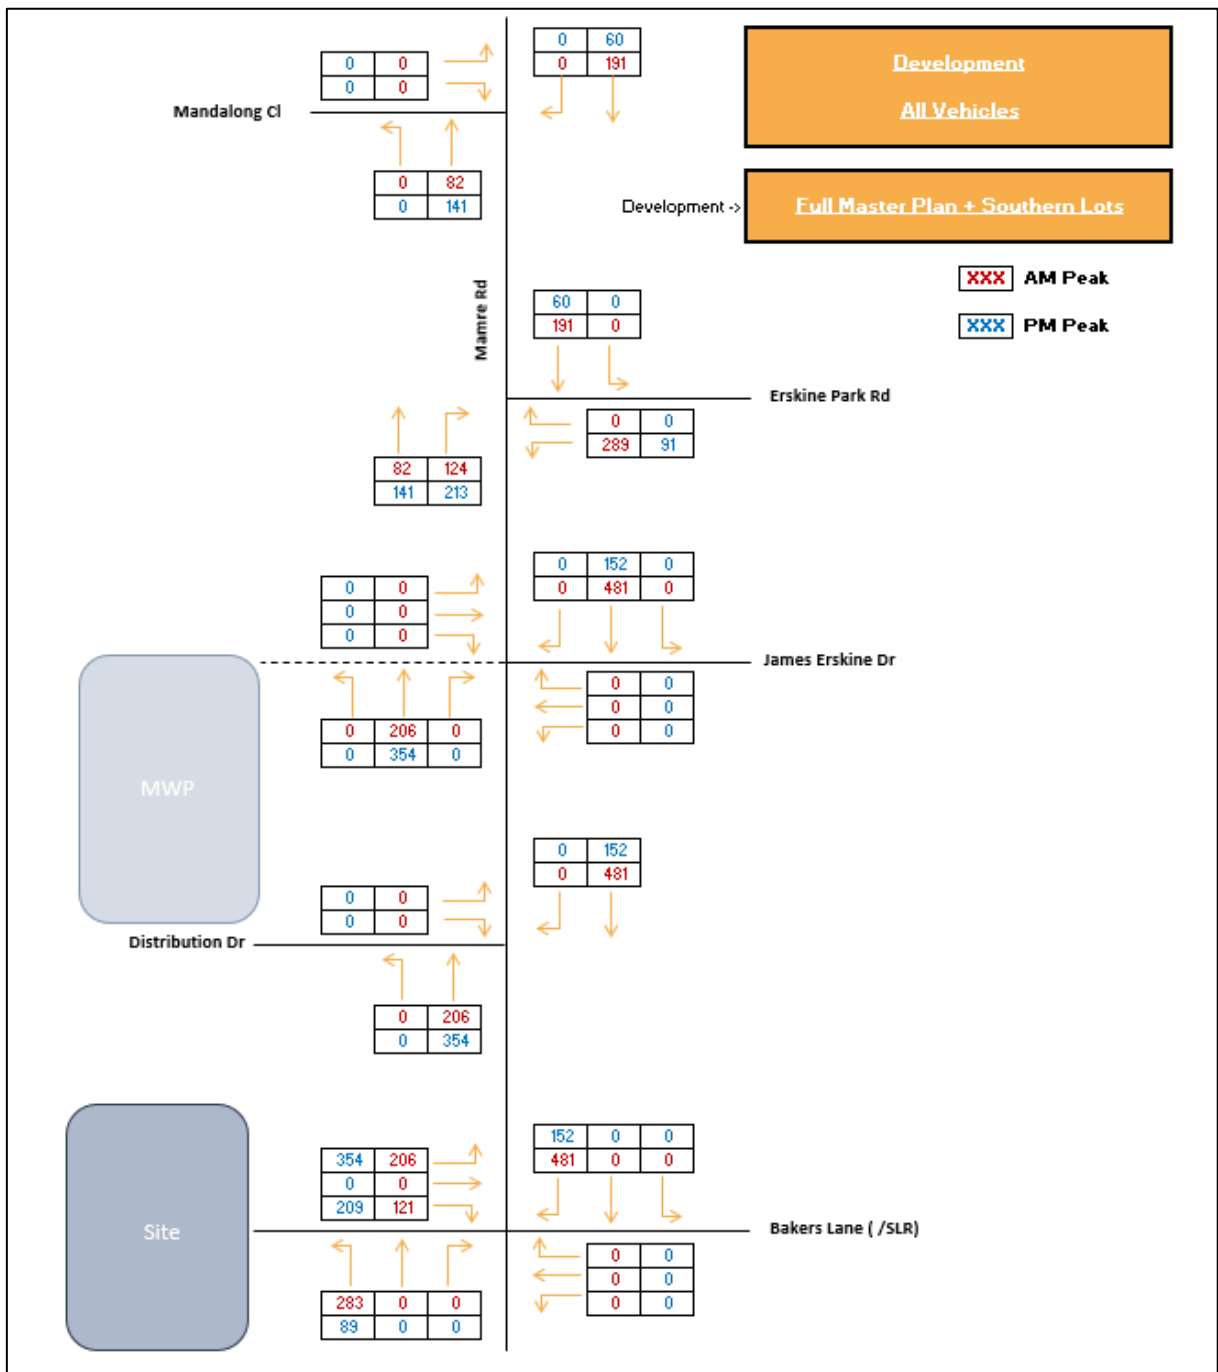 0 60
0 191
0 0
0 0
Development
All Vehicles
Mandalong Cl
0 82
0 141
Development ->
Full Master Plan + Southern Lots
XXX AM Peak
XXX PM Peak
Mamre Rd
60 0
191 0
Erskine Park Rd
0 0
289 91
82 124
141 213
0 152 0
0 481 0
0 0
0 0
0 0
James Erskine Dr
0 0
0 0
0 0
0 206 0
0 354 0
MWP
0 152
0 481
0 0
0 0
Distribution Dr
0 206
0 354
152 0 0
481 0 0
354 206
0 0
209 121
Site
Bakers Lane ( /SLR)
0 0
0 0
0 0
283 0 0
89 0 0